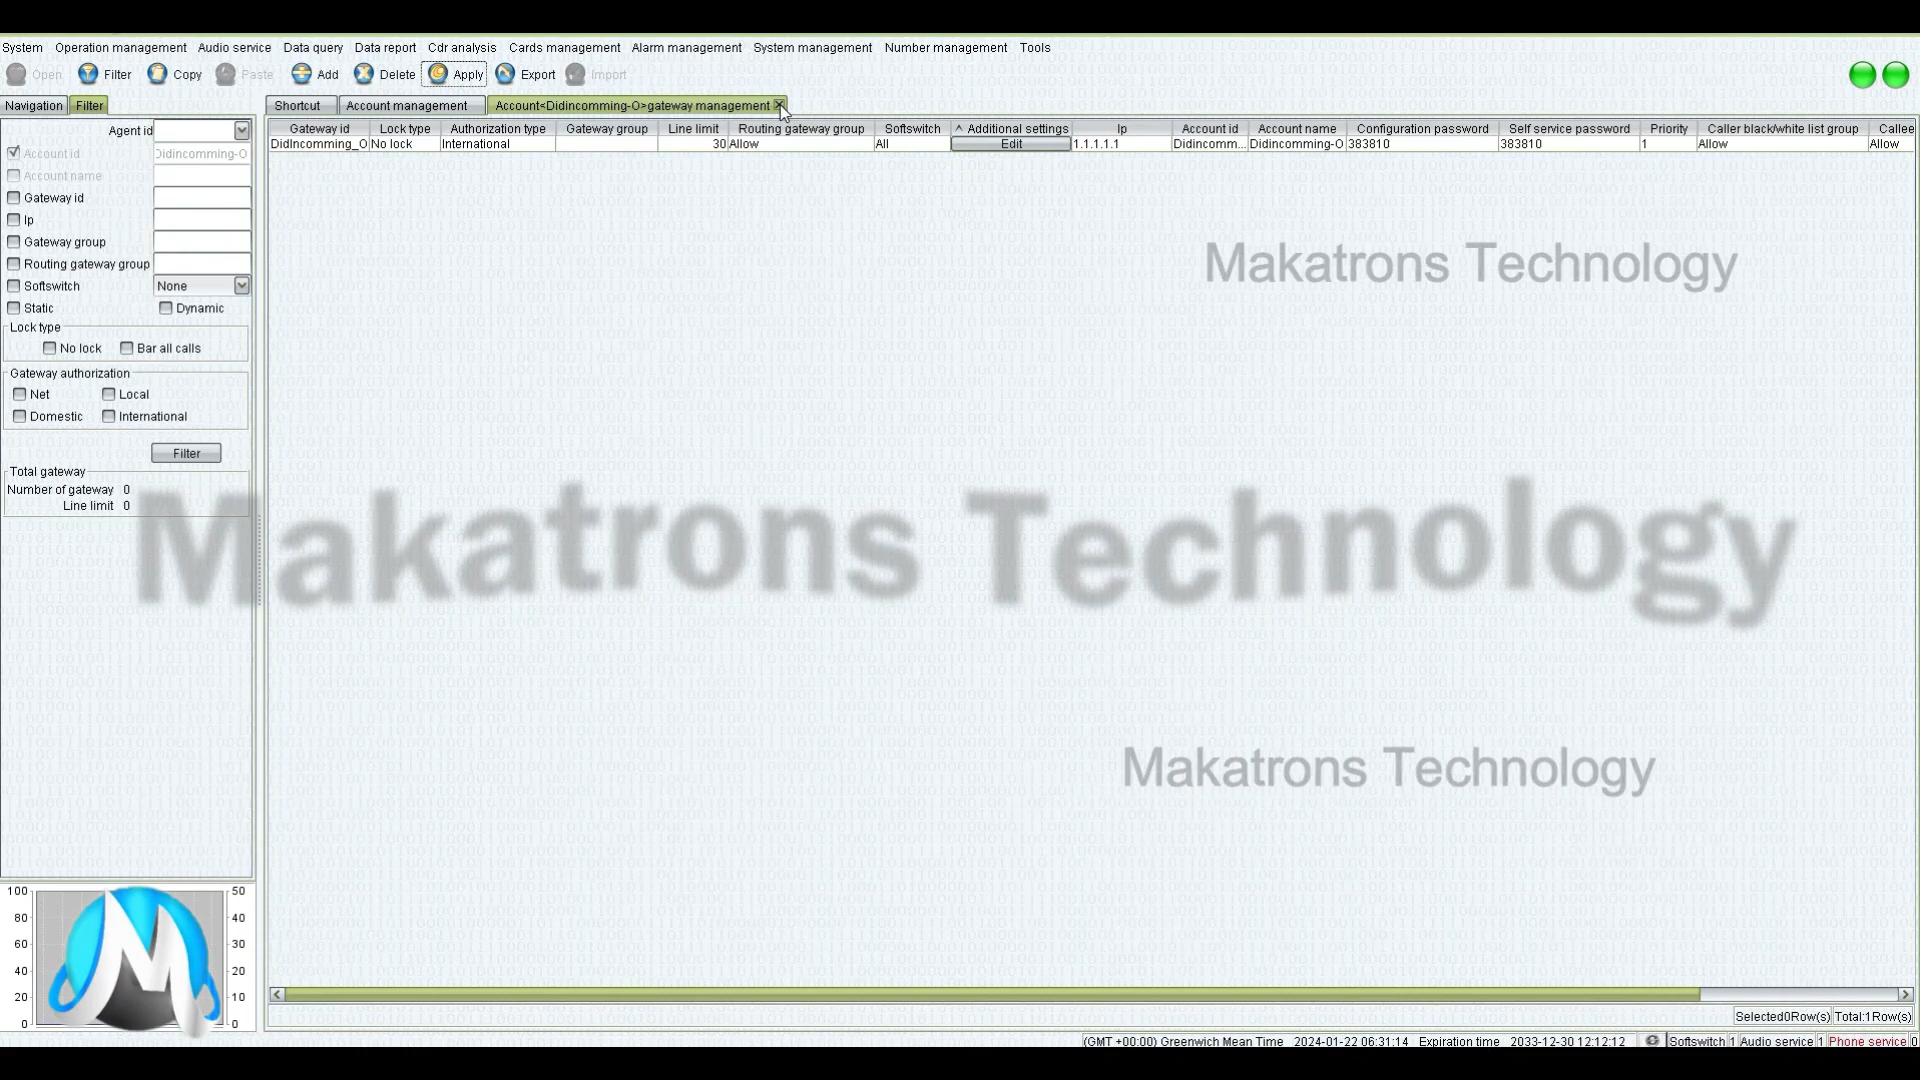 System Operation management Audio service Data query Data report Cdr analysis Cards management Alarm management System management Number management Tools
Open Filter Copy Paste Add Delete Apply Export Import
Navigation Filter Shortcut Account management Account<Didincomming-O>gateway management
Agent id
Account id Didincomming-O
Account name
Gateway id
Ip
Gateway group
Routing gateway group
Softswitch None
Static Dynamic
Lock type
No lock Bar all calls
Gateway authorization
Net Local
Domestic International
Filter
Total gateway
Number of gateway 0
Line limit 0
Gateway id Lock type Authorization type Gateway group Line limit Routing gateway group Softswitch ^ Additional settings Ip Account id Account name Configuration password Self service password Priority Caller black/white list group Callee
DidIncomming_O No lock International 30 Allow All Edit 1.1.1.1.1 Didincomm... Didincomming-O 383810 383810 1 Allow Allow
Makatrons Technology
Makatrons Technology
Makatrons Technology
100 50
80 40
60 30
40 20
20 10
0 0
Selected0Row(s) Total:1Row(s)
(GMT +00:00) Greenwich Mean Time 2024-01-22 06:31:14 Expiration time 2033-12-30 12:12:12 Softswitch 1 Audio service 1 Phone service 0